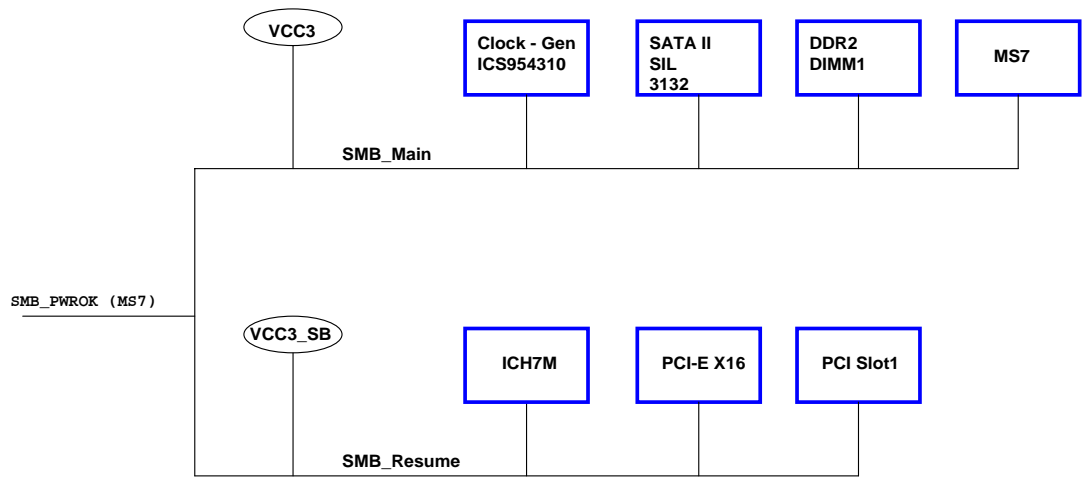 VCC3
Clock - Gen
ICS954310
SATA II
SIL
3132
DDR2
DIMM1
MS7
SMB_Main
SMB_PWROK (MS7)
VCC3_SB
ICH7M
PCI-E X16
PCI Slot1
SMB_Resume